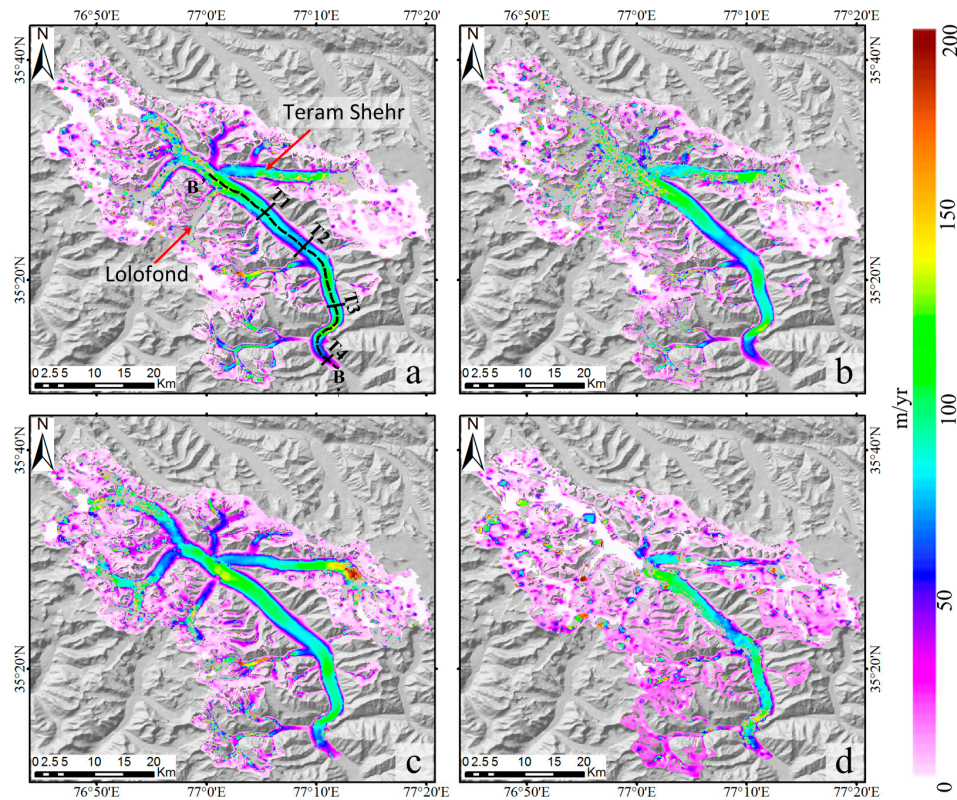 76°50'E 77°0'E 77°10'E 77°20'E 76°50'E 77°0'E 77°10'E 77°20'E
N
35°40'N
Teram Shehr
B
T1
T2
T3
T4
B
Lolofond
35°20'N
0 2.5 5 10 15 20
Km
a
N
35°40'N
35°20'N
0 2.5 5 10 15 20
Km
b
N
35°40'N
35°20'N
0 2.5 5 10 15 20
Km
c
76°50'E 77°0'E 77°10'E 77°20'E
N
35°40'N
35°20'N
0 2.5 5 10 15 20
Km
d
76°50'E 77°0'E 77°10'E 77°20'E
200
150
m/yr
100
50
0